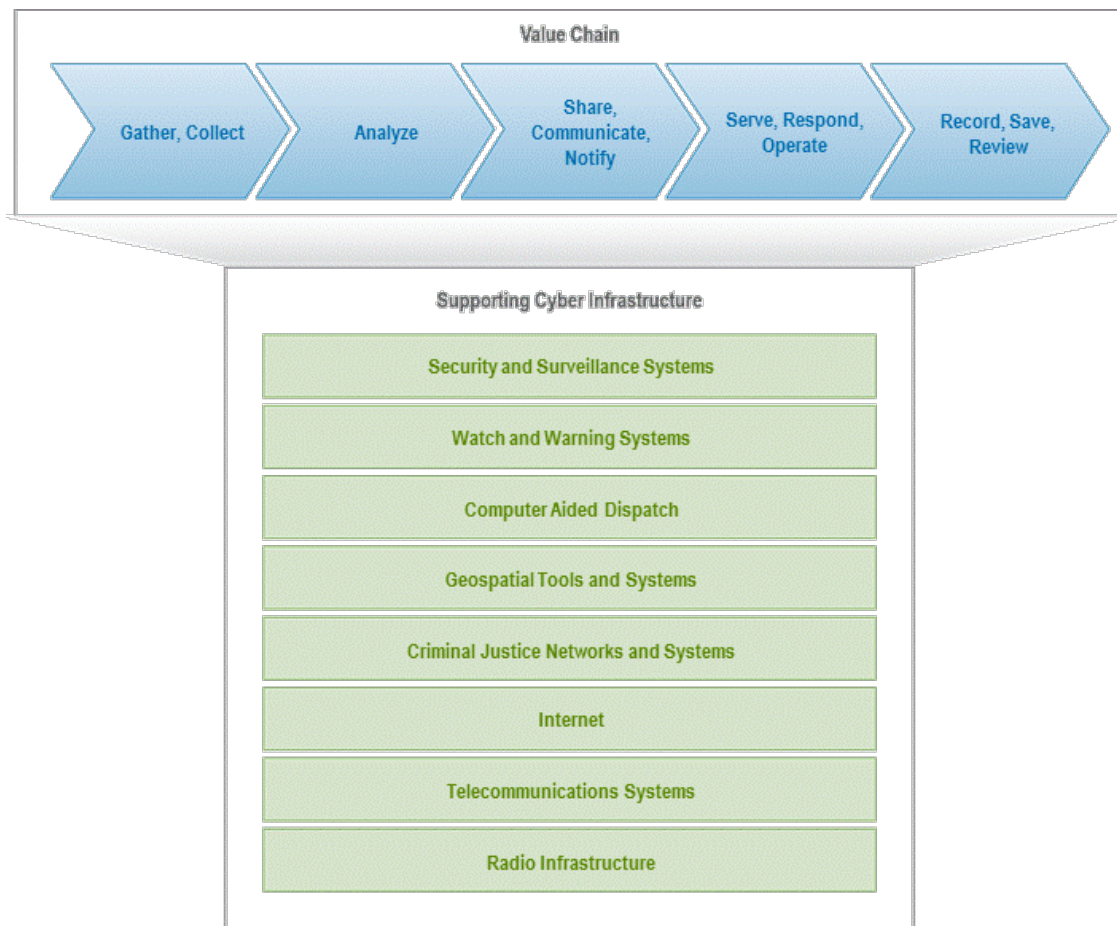 Value Chain
Gather, Collect
Analyze
Share,
Communicate,
Notify
Serve, Respond,
Operate
Record, Save,
Review
Supporting Cyber Infrastructure
Security and Surveillance Systems
Watch and Warning Systems
Computer Aided Dispatch
Geospatial Tools and Systems
Criminal Justice Networks and Systems
Internet
Telecommunications Systems
Radio Infrastructure